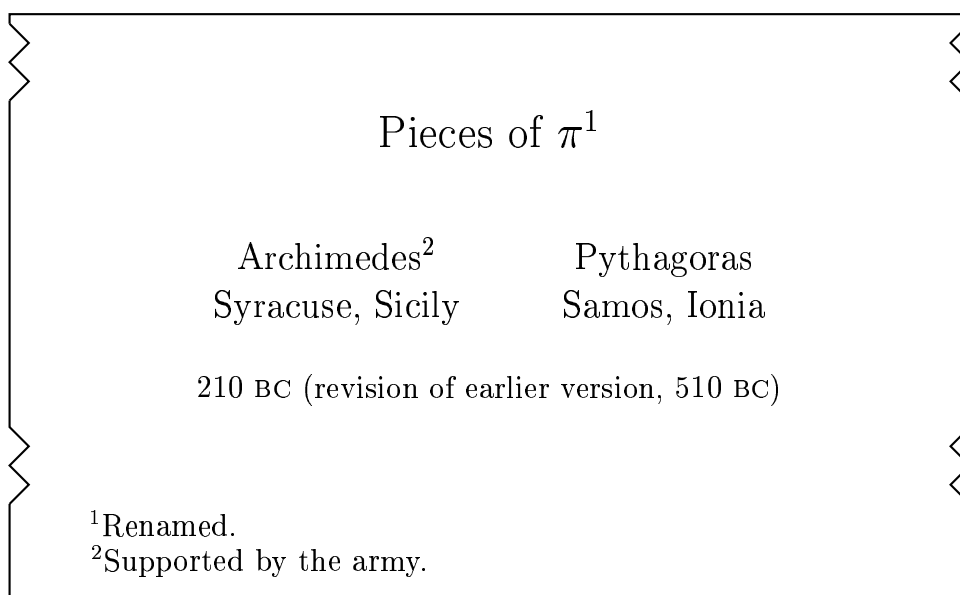 Pieces of π¹
Archimedes² Pythagoras
Syracuse, Sicily Samos, Ionia
210 BC (revision of earlier version, 510 BC)
¹Renamed.
²Supported by the army.